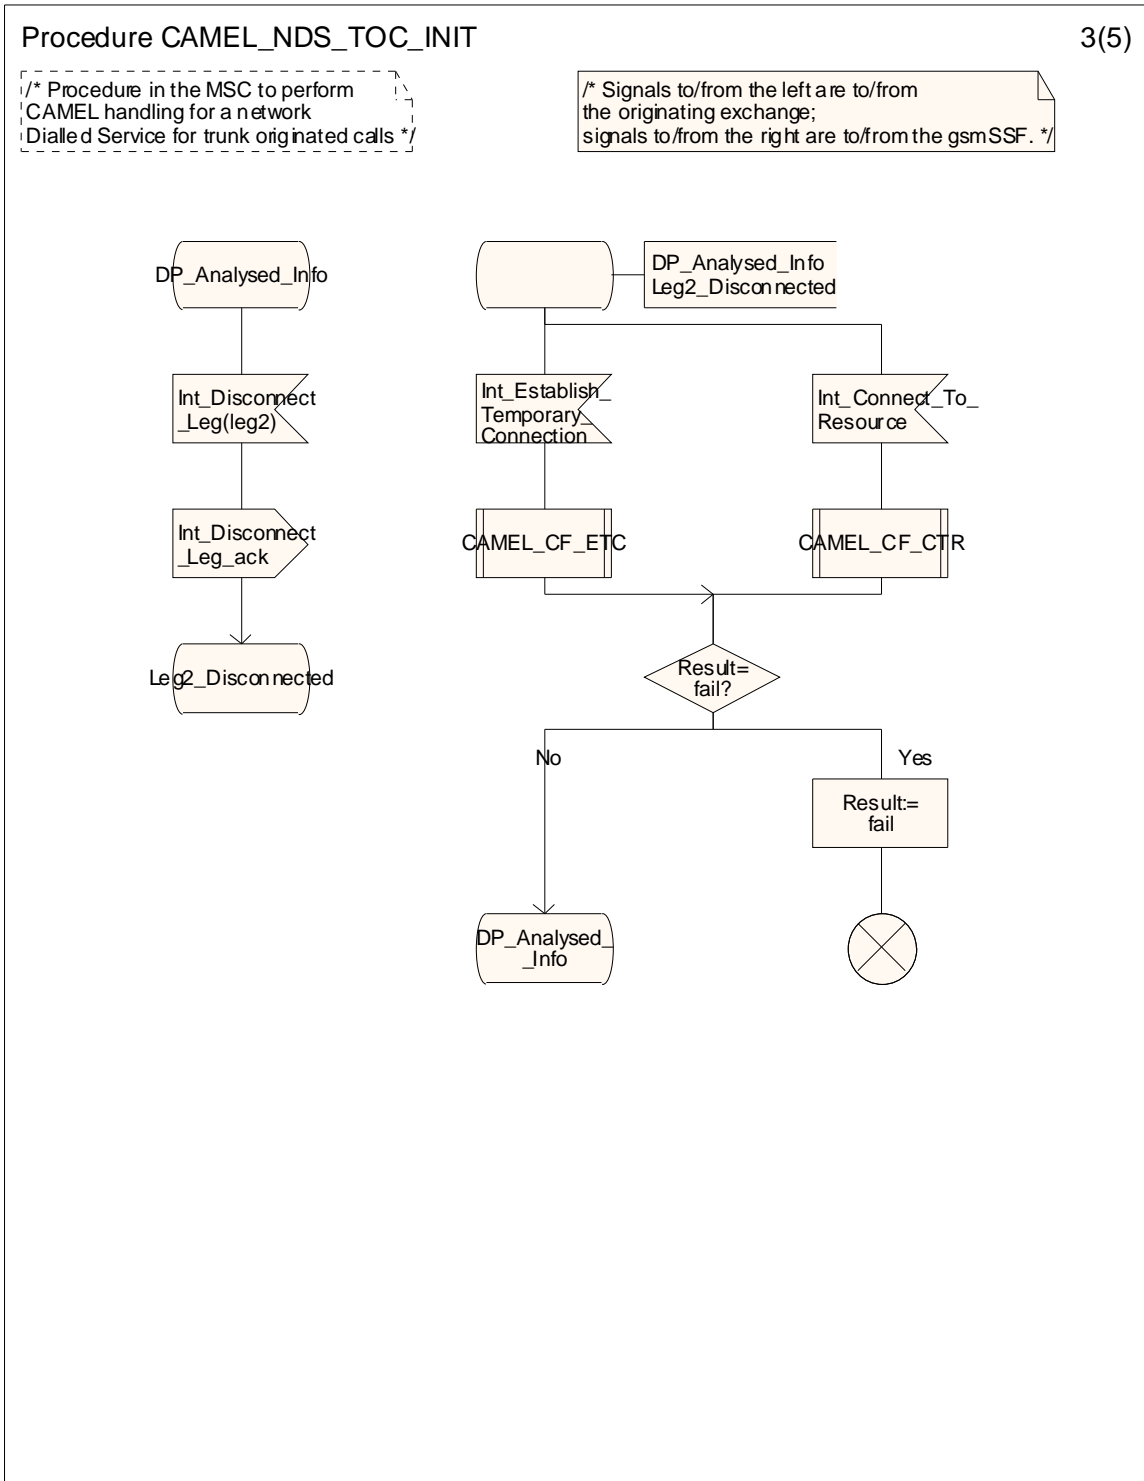 Procedure CAMEL_NDS_TOC_INIT
3(5)
/* Procedure in the MSC to perform
CAMEL handling for a network
Dialled Service for trunk originated calls */
/* Signals to/from the left are to/from
the originating exchange;
signals to/from the right are to/from the gsmSSF. */
DP_Analysed_Info
DP_Analysed_Info
Leg2_Disconnected
Int_Disconnect
_Leg(leg2)
Int_Establish_
Temporary_
Connection
Int_Connect_To_
Resource
Int_Disconnect
_Leg_ack
CAMEL_CF_ETC
CAMEL_CF_CTR
Leg2_Disconnected
Result=
fail?
No
Yes
Result:=
fail
DP_Analysed_
_Info